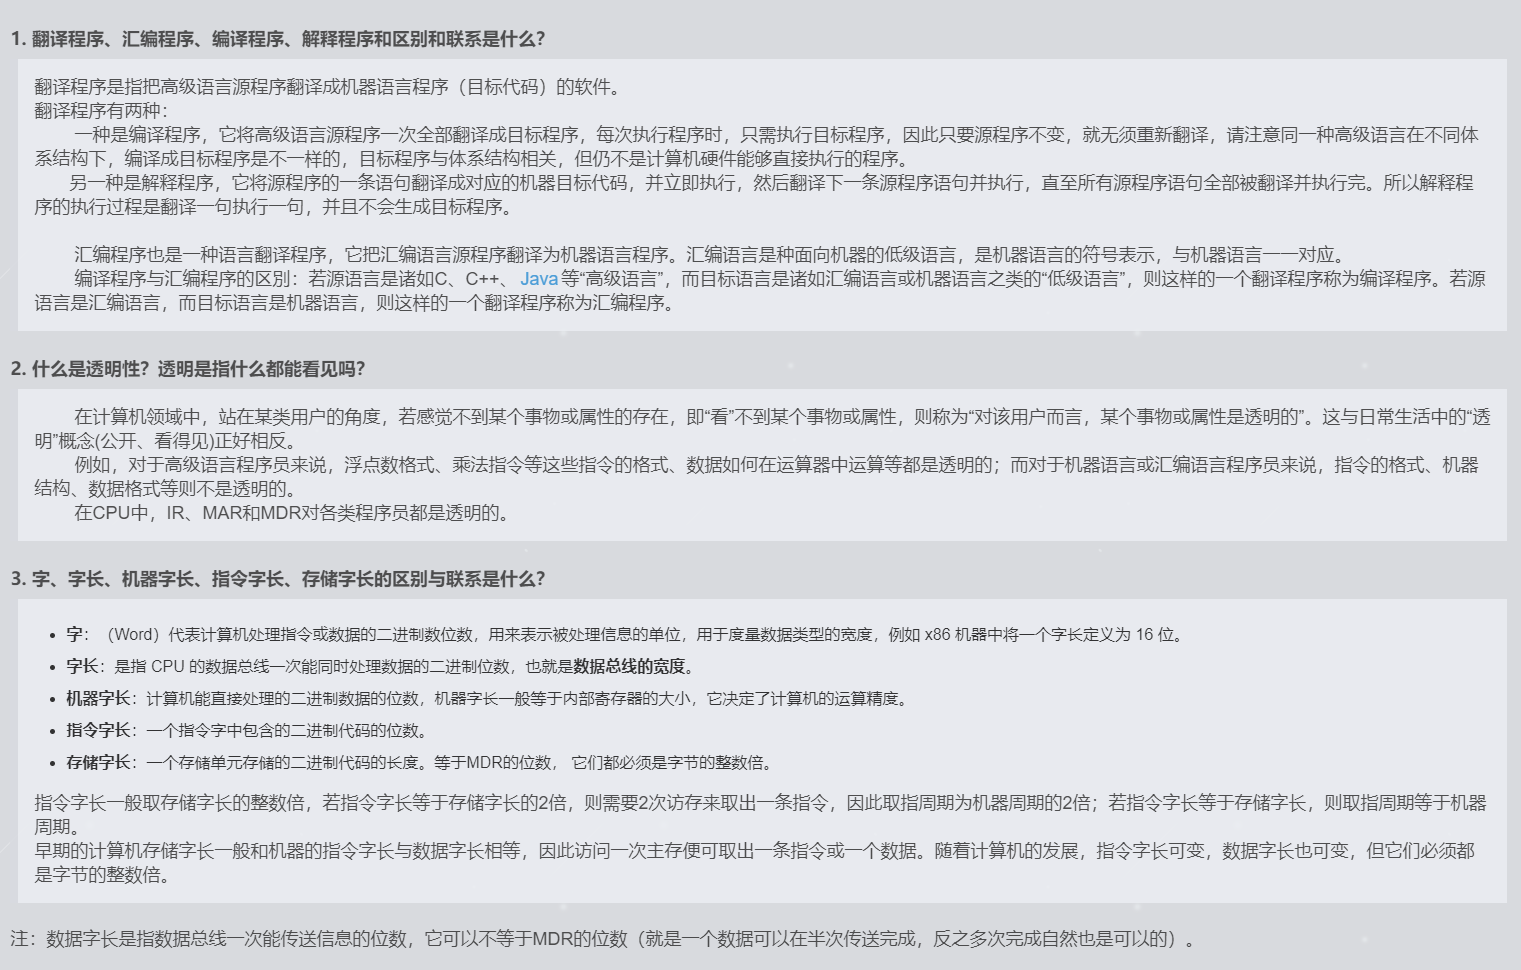 1. 翻译程序、汇编程序、编译程序、解释程序和区别和联系是什么？
翻译程序是指把高级语言源程序翻译成机器语言程序（目标代码）的软件。
翻译程序有两种：
一种是编译程序，它将高级语言源程序一次全部翻译成目标程序，每次执行程序时，只需执行目标程序，因此只要源程序不变，就无须重新翻译，请注意同一种高级语言在不同体
系结构下，编译成目标程序是不一样的，目标程序与体系结构相关，但仍不是计算机硬件能够直接执行的程序。
另一种是解释程序，它将源程序的一条语句翻译成对应的机器目标代码，并立即执行，然后翻译下一条源程序语句并执行，直至所有源程序语句全部被翻译并执行完。所以解释程
序的执行过程是翻译一句执行一句，并且不会生成目标程序。
汇编程序也是一种语言翻译程序，它把汇编语言源程序翻译为机器语言程序。汇编语言是种面向机器的低级语言，是机器语言的符号表示，与机器语言一一对应。
编译程序与汇编程序的区别：若源语言是诸如C、C++、 Java 等“高级语言”，而目标语言是诸如汇编语言或机器语言之类的“低级语言”，则这样的一个翻译程序称为编译程序。若源
语言是汇编语言，而目标语言是机器语言，则这样的一个翻译程序称为汇编程序。
2. 什么是透明性？透明是指什么都能看见吗？
在计算机领域中，站在某类用户的角度，若感觉不到某个事物或属性的存在，即“看”不到某个事物或属性，则称为“对该用户而言，某个事物或属性是透明的”。这与日常生活中的“透
明”概念(公开、看得见)正好相反。
例如，对于高级语言程序员来说，浮点数格式、乘法指令等这些指令的格式、数据如何在运算器中运算等都是透明的；而对于机器语言或汇编语言程序员来说，指令的格式、机器
结构、数据格式等则不是透明的。
在CPU中，IR、MAR和MDR对各类程序员都是透明的。
3. 字、字长、机器字长、指令字长、存储字长的区别与联系是什么？
• 字：（Word）代表计算机处理指令或数据的二进制数位数，用来表示被处理信息的单位，用于度量数据类型的宽度，例如 x86 机器中将一个字长定义为 16 位。
• 字长：是指 CPU 的数据总线一次能同时处理数据的二进制位数，也就是数据总线的宽度。
• 机器字长：计算机能直接处理的二进制数据的位数，机器字长一般等于内部寄存器的大小，它决定了计算机的运算精度。
• 指令字长：一个指令字中包含的二进制代码的位数。
• 存储字长：一个存储单元存储的二进制代码的长度。等于MDR的位数， 它们都必须是字节的整数倍。
指令字长一般取存储字长的整数倍，若指令字长等于存储字长的2倍，则需要2次访存来取出一条指令，因此取指周期为机器周期的2倍；若指令字长等于存储字长，则取指周期等于机器
周期。
早期的计算机存储字长一般和机器的指令字长与数据字长相等，因此访问一次主存便可取出一条指令或一个数据。随着计算机的发展，指令字长可变，数据字长也可变，但它们必须都
是字节的整数倍。
注：数据字长是指数据总线一次能传送信息的位数，它可以不等于MDR的位数（就是一个数据可以在半次传送完成，反之多次完成自然也是可以的）。